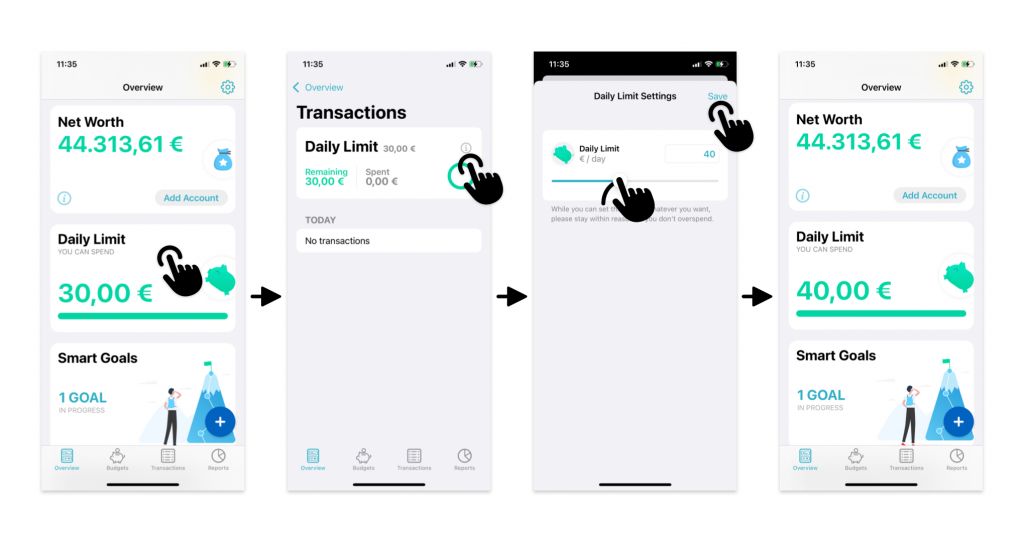 11:35
Overview
Net Worth
44.313,61 €
Add Account
Daily Limit
YOU CAN SPEND
30,00 €
Smart Goals
1 GOAL
IN PROGRESS
+
Overview Budgets Transactions Reports
11:35
Overview
Transactions
Daily Limit 30,00 €
Remaining Spent
30,00 € 0,00 €
TODAY
No transactions
Overview Budgets Transactions Reports
11:35
Daily Limit Settings Save
Daily Limit
€ / day
40
While you can set whatever you want,
please stay within you don't overspend.
11:35
Overview
Net Worth
44.313,61 €
Add Account
Daily Limit
YOU CAN SPEND
40,00 €
Smart Goals
1 GOAL
IN PROGRESS
+
Overview Budgets Transactions Reports